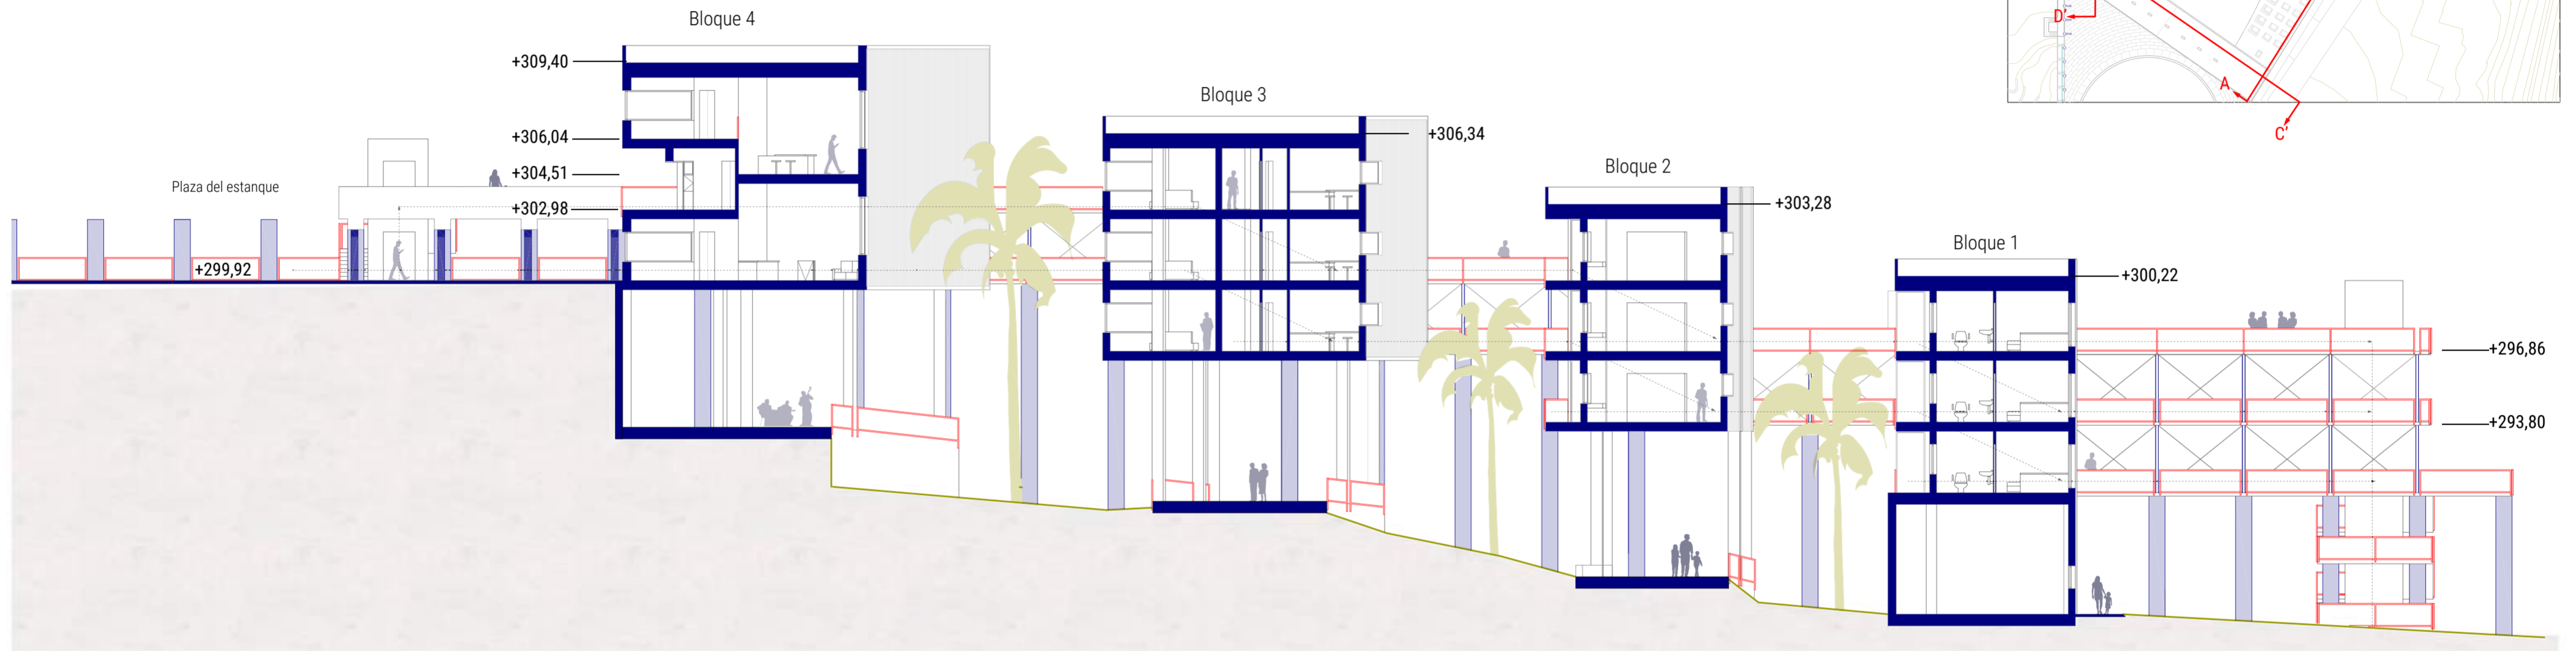 Bloque 4
D'
+309,40
A
Bloque 3
C'
+306,04
+306,34
+304,51
Bloque 2
Plaza del estanque
+302,98
+303,28
Bloque 1
+299,92
+300,22
+296,86
+293,80